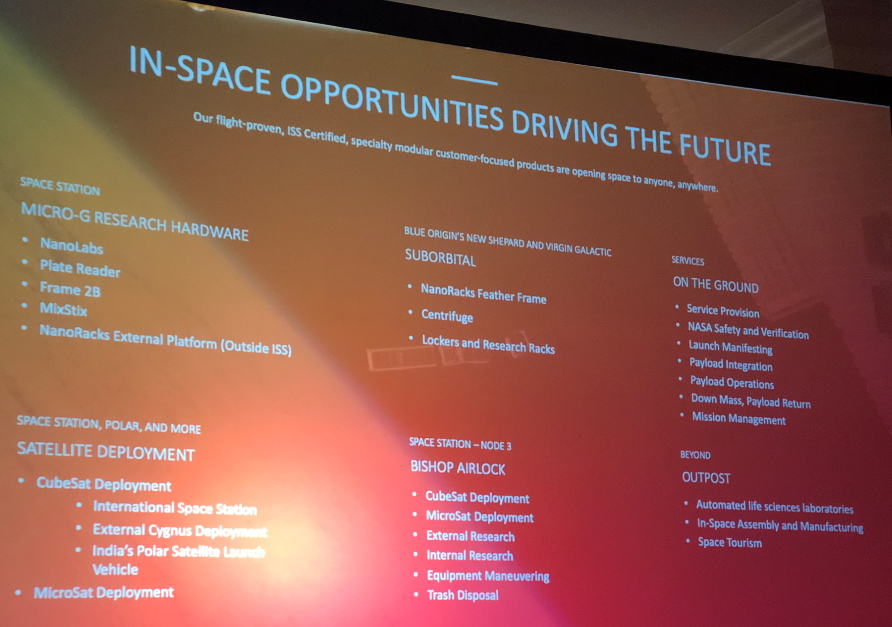 IN-SPACE OPPORTUNITIES DRIVING THE FUTURE
Our flight-proven, ISS Certified, specialty modular customer-focused products are opening space to anyone, anywhere.
SPACE STATION
MICRO-G RESEARCH HARDWARE
• NanoLabs
• Plate Reader
• Frame 2B
• MixStix
• NanoRacks External Platform (Outside ISS)
BLUE ORIGIN'S NEW SHEPARD AND VIRGIN GALACTIC
SUBORBITAL
• NanoRacks Feather Frame
• Centrifuge
• Lockers and Research Racks
SERVICES
ON THE GROUND
• Service Provision
• NASA Safety and Verification
• Launch Manifesting
• Payload Integration
• Payload Operations
• Down Mass, Payload Return
• Mission Management
SPACE STATION, POLAR, AND MORE
SATELLITE DEPLOYMENT
• CubeSat Deployment
• International Space Station
• External Cygnus Deployment
• India's Polar Satellite Launch
Vehicle
• MicroSat Deployment
SPACE STATION – NODE 3
BISHOP AIRLOCK
• CubeSat Deployment
• MicroSat Deployment
• External Research
• Internal Research
• Equipment Maneuvering
• Trash Disposal
BEYOND
OUTPOST
• Automated life sciences laboratories
• In-Space Assembly and Manufacturing
• Space Tourism